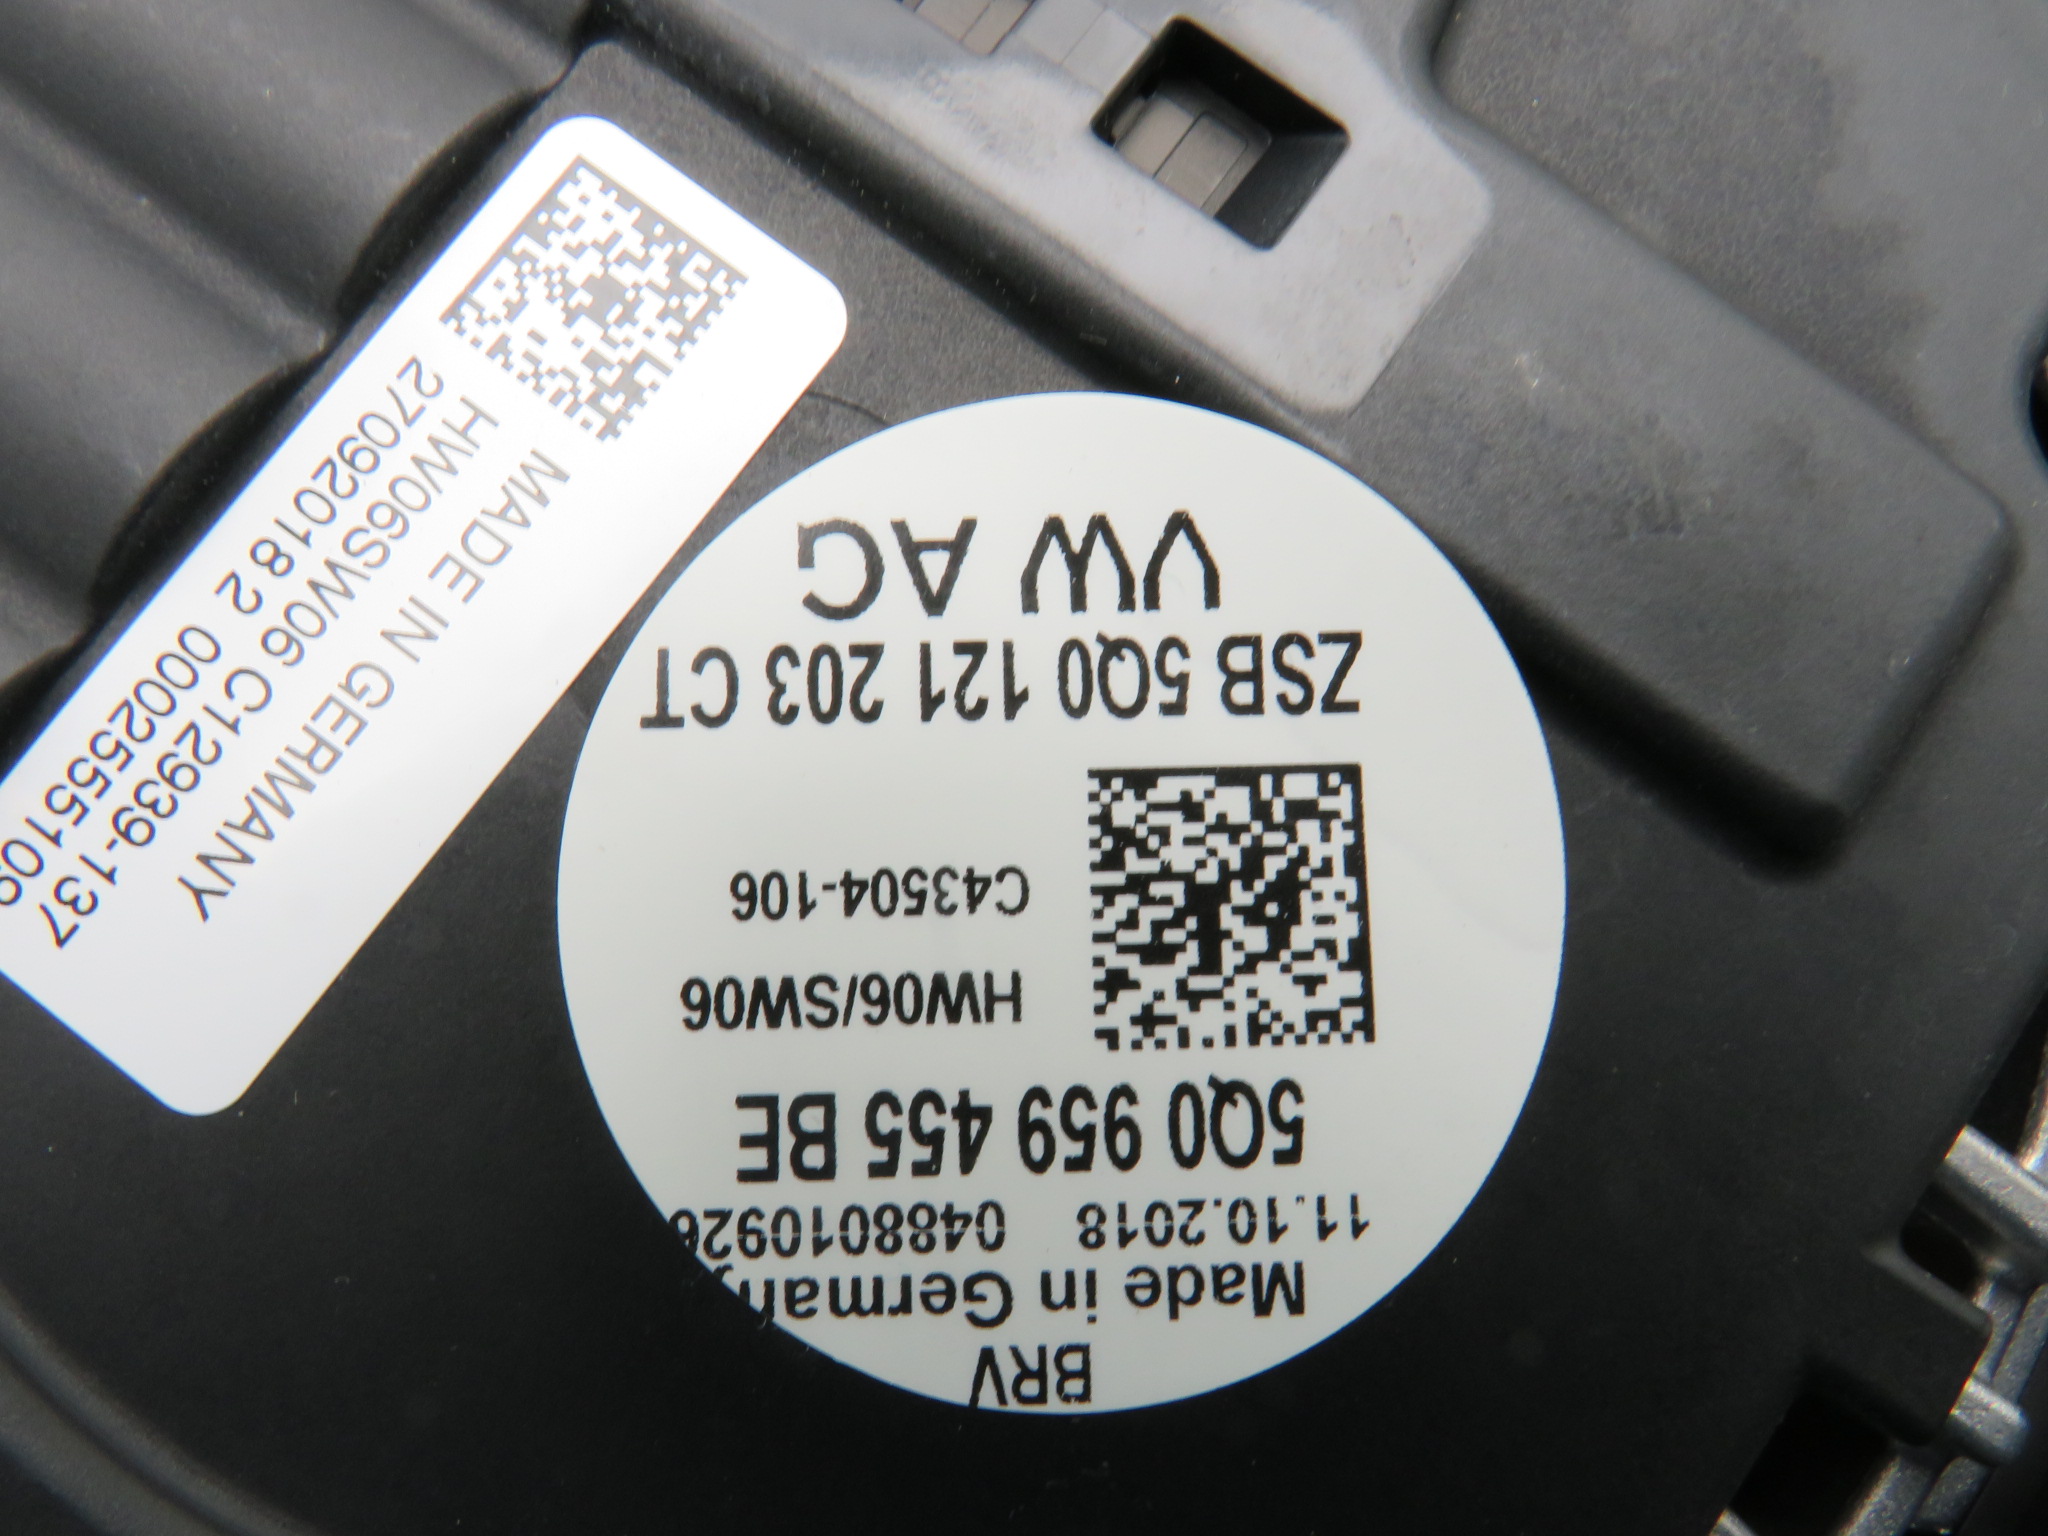 MADE IN GERMANY
HW06SW06 C12939-137
27092018 2 000255510
VW AG
ZSB 5Q0 121 203 CT
C43504-106
HW06/SW06
5Q0 959 455 BE
11.10.2018 0488010926
Made in Germany
BRV